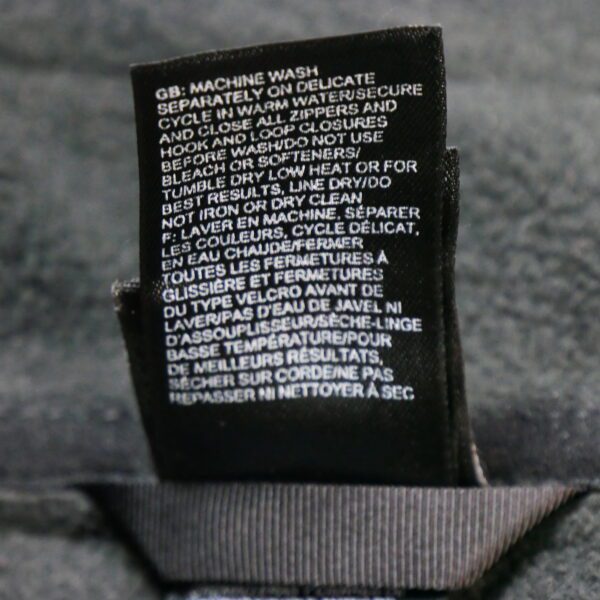 GB: MACHINE WASH
SEPARATELY ON DELICATE
CYCLE IN WARM WATER/SECURE
AND CLOSE ALL ZIPPERS AND
HOOK AND LOOP CLOSURES
BEFORE WASH/DO NOT USE
BLEACH OR SOFTENERS/
TUMBLE DRY LOW HEAT OR FOR
BEST RESULTS, LINE DRY/DO
NOT IRON OR DRY CLEAN
F: LAVER EN MACHINE, SÉPARER
LES COULEURS, CYCLE DÉLICAT,
EN EAU CHAUDE/FERMER
TOUTES LES FERMETURES À
GLISSIÈRE ET FERMETURES
DU TYPE VELCRO AVANT DE
LAVER/PAS D'EAU DE JAVEL NI
D'ASSOUPLISSEUR/SÈCHE-LINGE
BASSE TEMPÉRATURE/POUR
DE MEILLEURS RÉSULTATS,
SÉCHER SUR CORDE/NE PAS
REPASSER NI NETTOYER À SEC